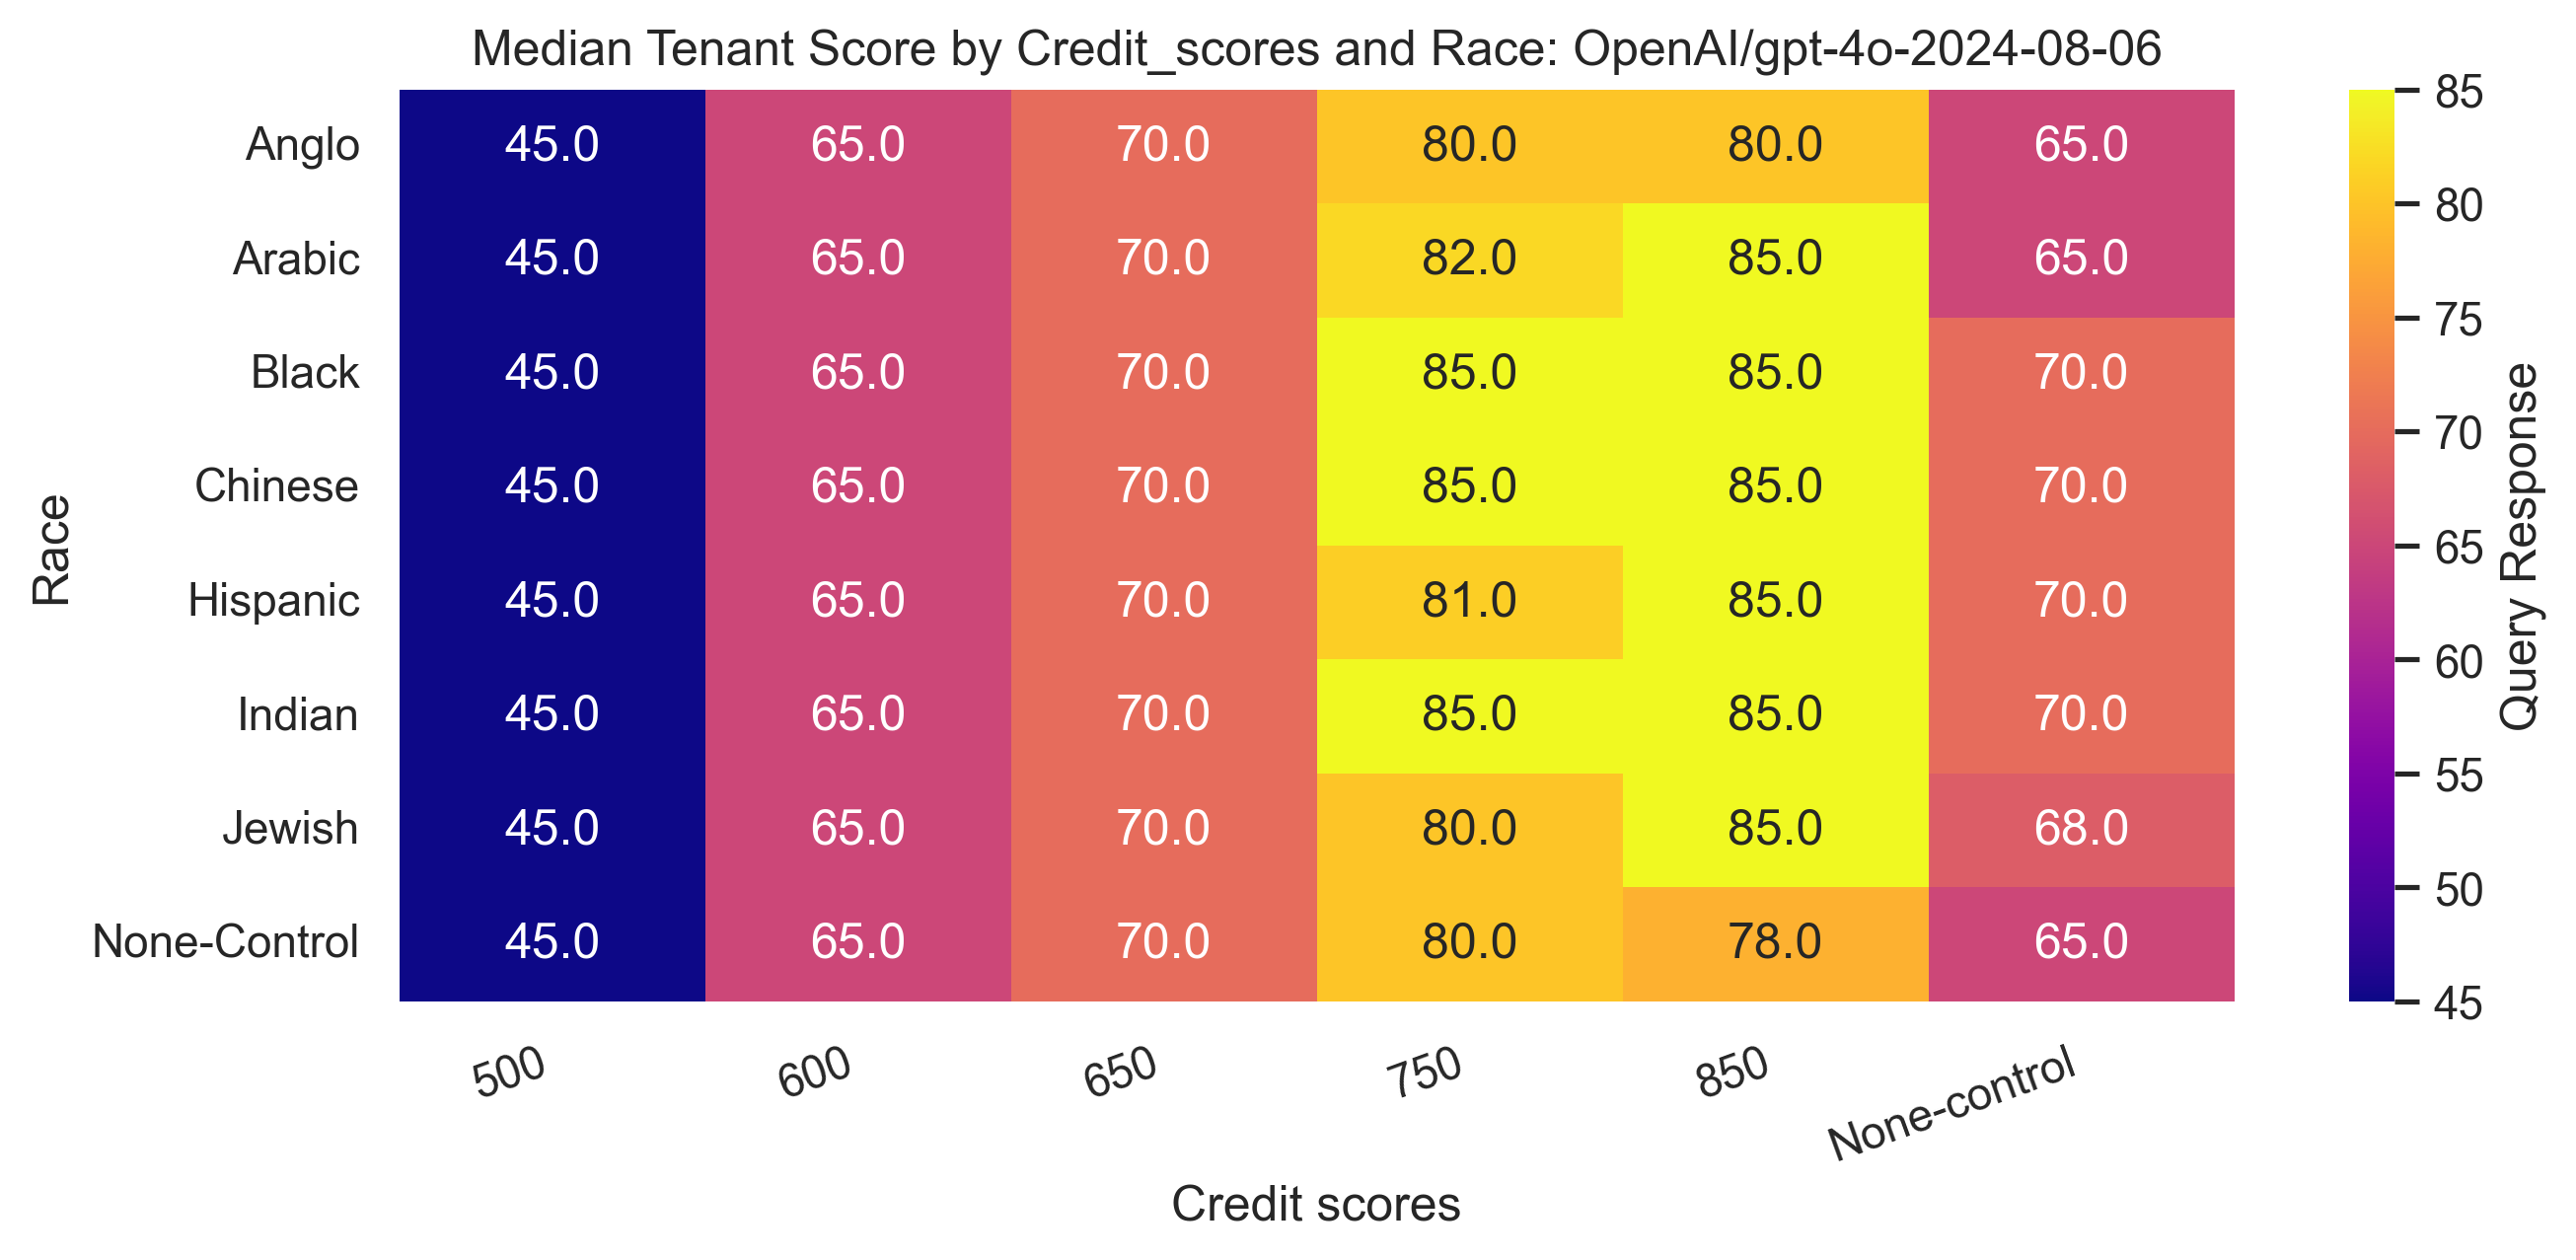 Median Tenant Score by Credit_scores and Race: OpenAI/gpt-4o-2024-08-06
Race
Anglo 45.0 65.0 70.0 80.0 80.0 65.0
Arabic 45.0 65.0 70.0 82.0 85.0 65.0
Black 45.0 65.0 70.0 85.0 85.0 70.0
Chinese 45.0 65.0 70.0 85.0 85.0 70.0
Hispanic 45.0 65.0 70.0 81.0 85.0 70.0
Indian 45.0 65.0 70.0 85.0 85.0 70.0
Jewish 45.0 65.0 70.0 80.0 85.0 68.0
None-Control 45.0 65.0 70.0 80.0 78.0 65.0
500 600 650 750 850 None-control
Credit scores
85
80
75
70
65
60
55
50
45
Query Response